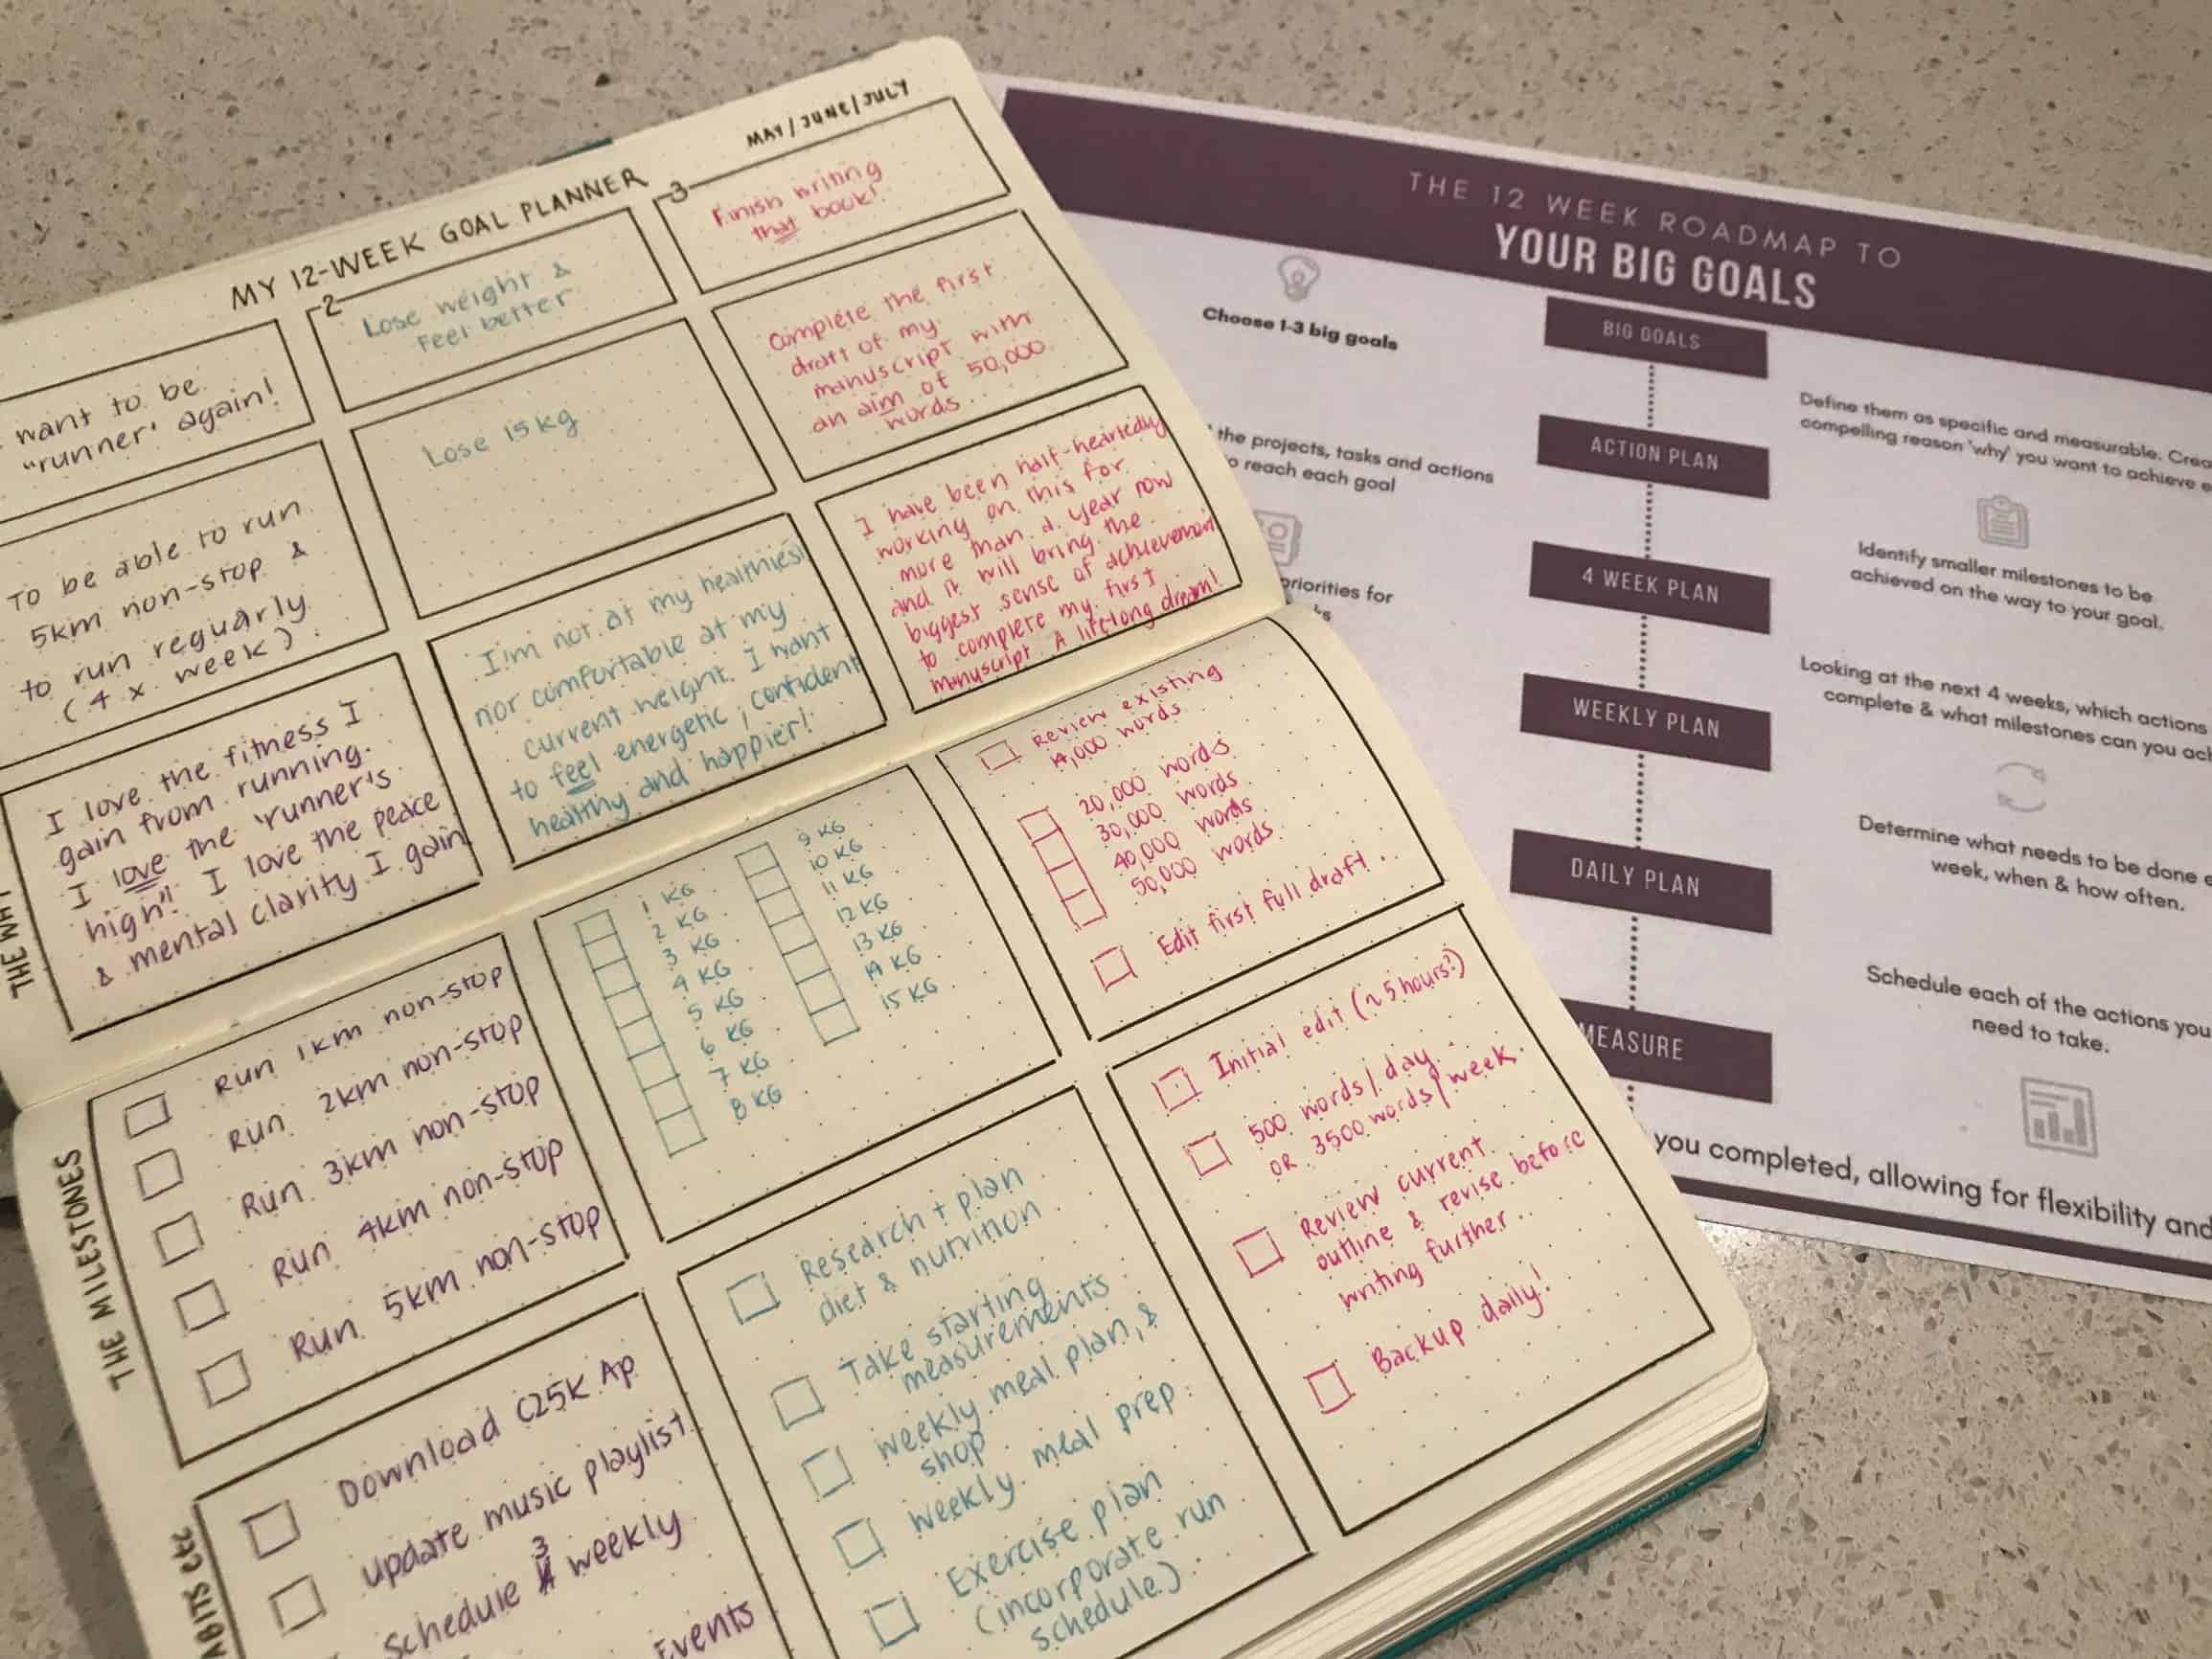 MY 12-WEEK GOAL PLANNER
MAY/JUNE/JULY
want to be
"runner' again!
TO be able to run
5km non-stop &
to run reguarly
(4 x week).
THE WHY
I love the fitness I
gain from running.
I love the 'runner's
high"! I love the peace
& mental clarity I gain
THE MILESTONES
Run 1km non-stop
Run 2km non-stop
Run 3km non-stop
Run 4km non-stop
Run 5km non-stop
ABITS etc
Download C25K Ap
update music playlist
Schedule 3 weekly
Events
2
Lose weight &
Feel better
Lose 15kg
I'm not at my healthiest
nor comfortable at my
current weight. I want
to feel energetic, confident
healthy and happier!
1 KG
2 KG
3 KG
4 KG
5 KG
6 KG
7 KG
8 KG
9 KG
10 KG
11 KG
12 KG
13 KG
14 KG
15 KG
Research + plan
diet & nutrition
Take starting
measurements
weekly meal plan, &
shop
weekly meal prep
Exercise plan
(incorporate run
schedule)
3
Finish writing
that book!
Complete the first
draft of my
manuscript with
an aim of 50,000
words
I have been half-heartedly
working on this for
more than a year now
and it will bring the
biggest sense of achievement
to complete my first
manuscript. A lifelong dream!
Review existing
14,000 words
20,000 words
30,000 words
40,000 words
50,000 words
Edit first full draft
Initial edit (~5 hours?)
500 words/day
OR 3500 words/week
Review current
outline & revise before
writing further
Backup daily!
THE 12 WEEK ROADMAP TO
YOUR BIG GOALS
Choose 1-3 big goals
BIG GOALS
Define them as specific and measurable. Crea
compelling reason 'why' you want to achieve e
ACTION PLAN
the projects, tasks and actions
o reach each goal
Identify smaller milestones to be
achieved on the way to your goal.
4 WEEK PLAN
priorities for
ks
Looking at the next 4 weeks, which actions
complete & what milestones can you ach
WEEKLY PLAN
Determine what needs to be done e
week, when & how often.
DAILY PLAN
Schedule each of the actions you
need to take.
MEASURE
you completed, allowing for flexibility and